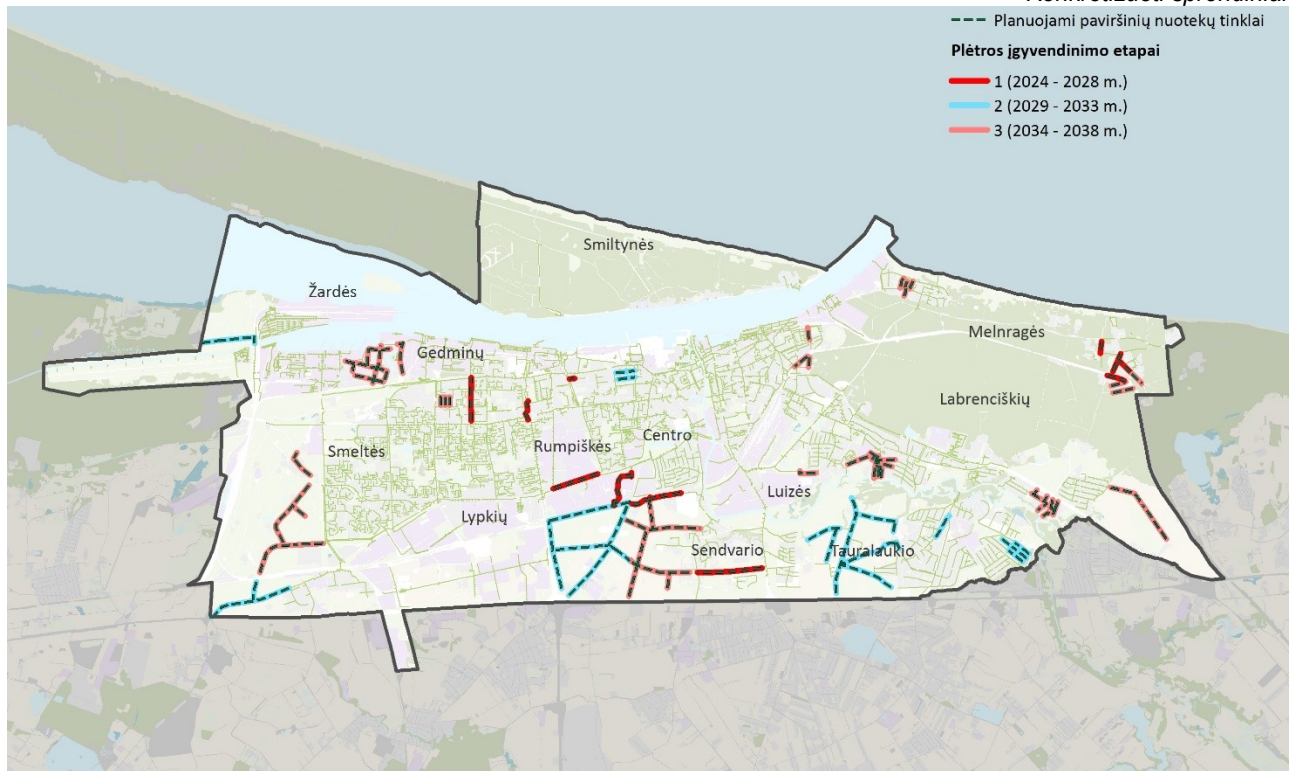 Planuojami paviršinių nuotekų tinklai
Plėtros įgyvendinimo etapai
1 (2024 - 2028 m.)
2 (2029 - 2033 m.)
3 (2034 - 2038 m.)
Smiltynės
Žardės
Melnragės
Gedminų
Labrenciškių
Centro
Rumpiškės
Smeltės
Luizės
Lypkių
Sendvario
Tauralaukio